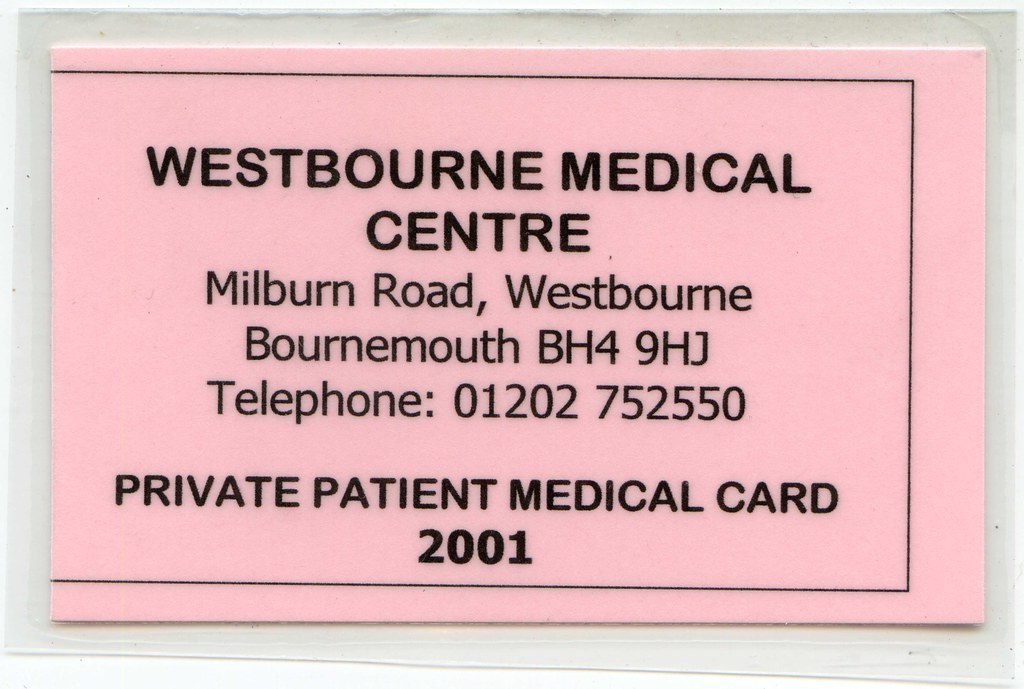 WESTBOURNE MEDICAL
CENTRE
Milburn Road, Westbourne
Bournemouth BH4 9HJ
Telephone: 01202 752550
PRIVATE PATIENT MEDICAL CARD
2001